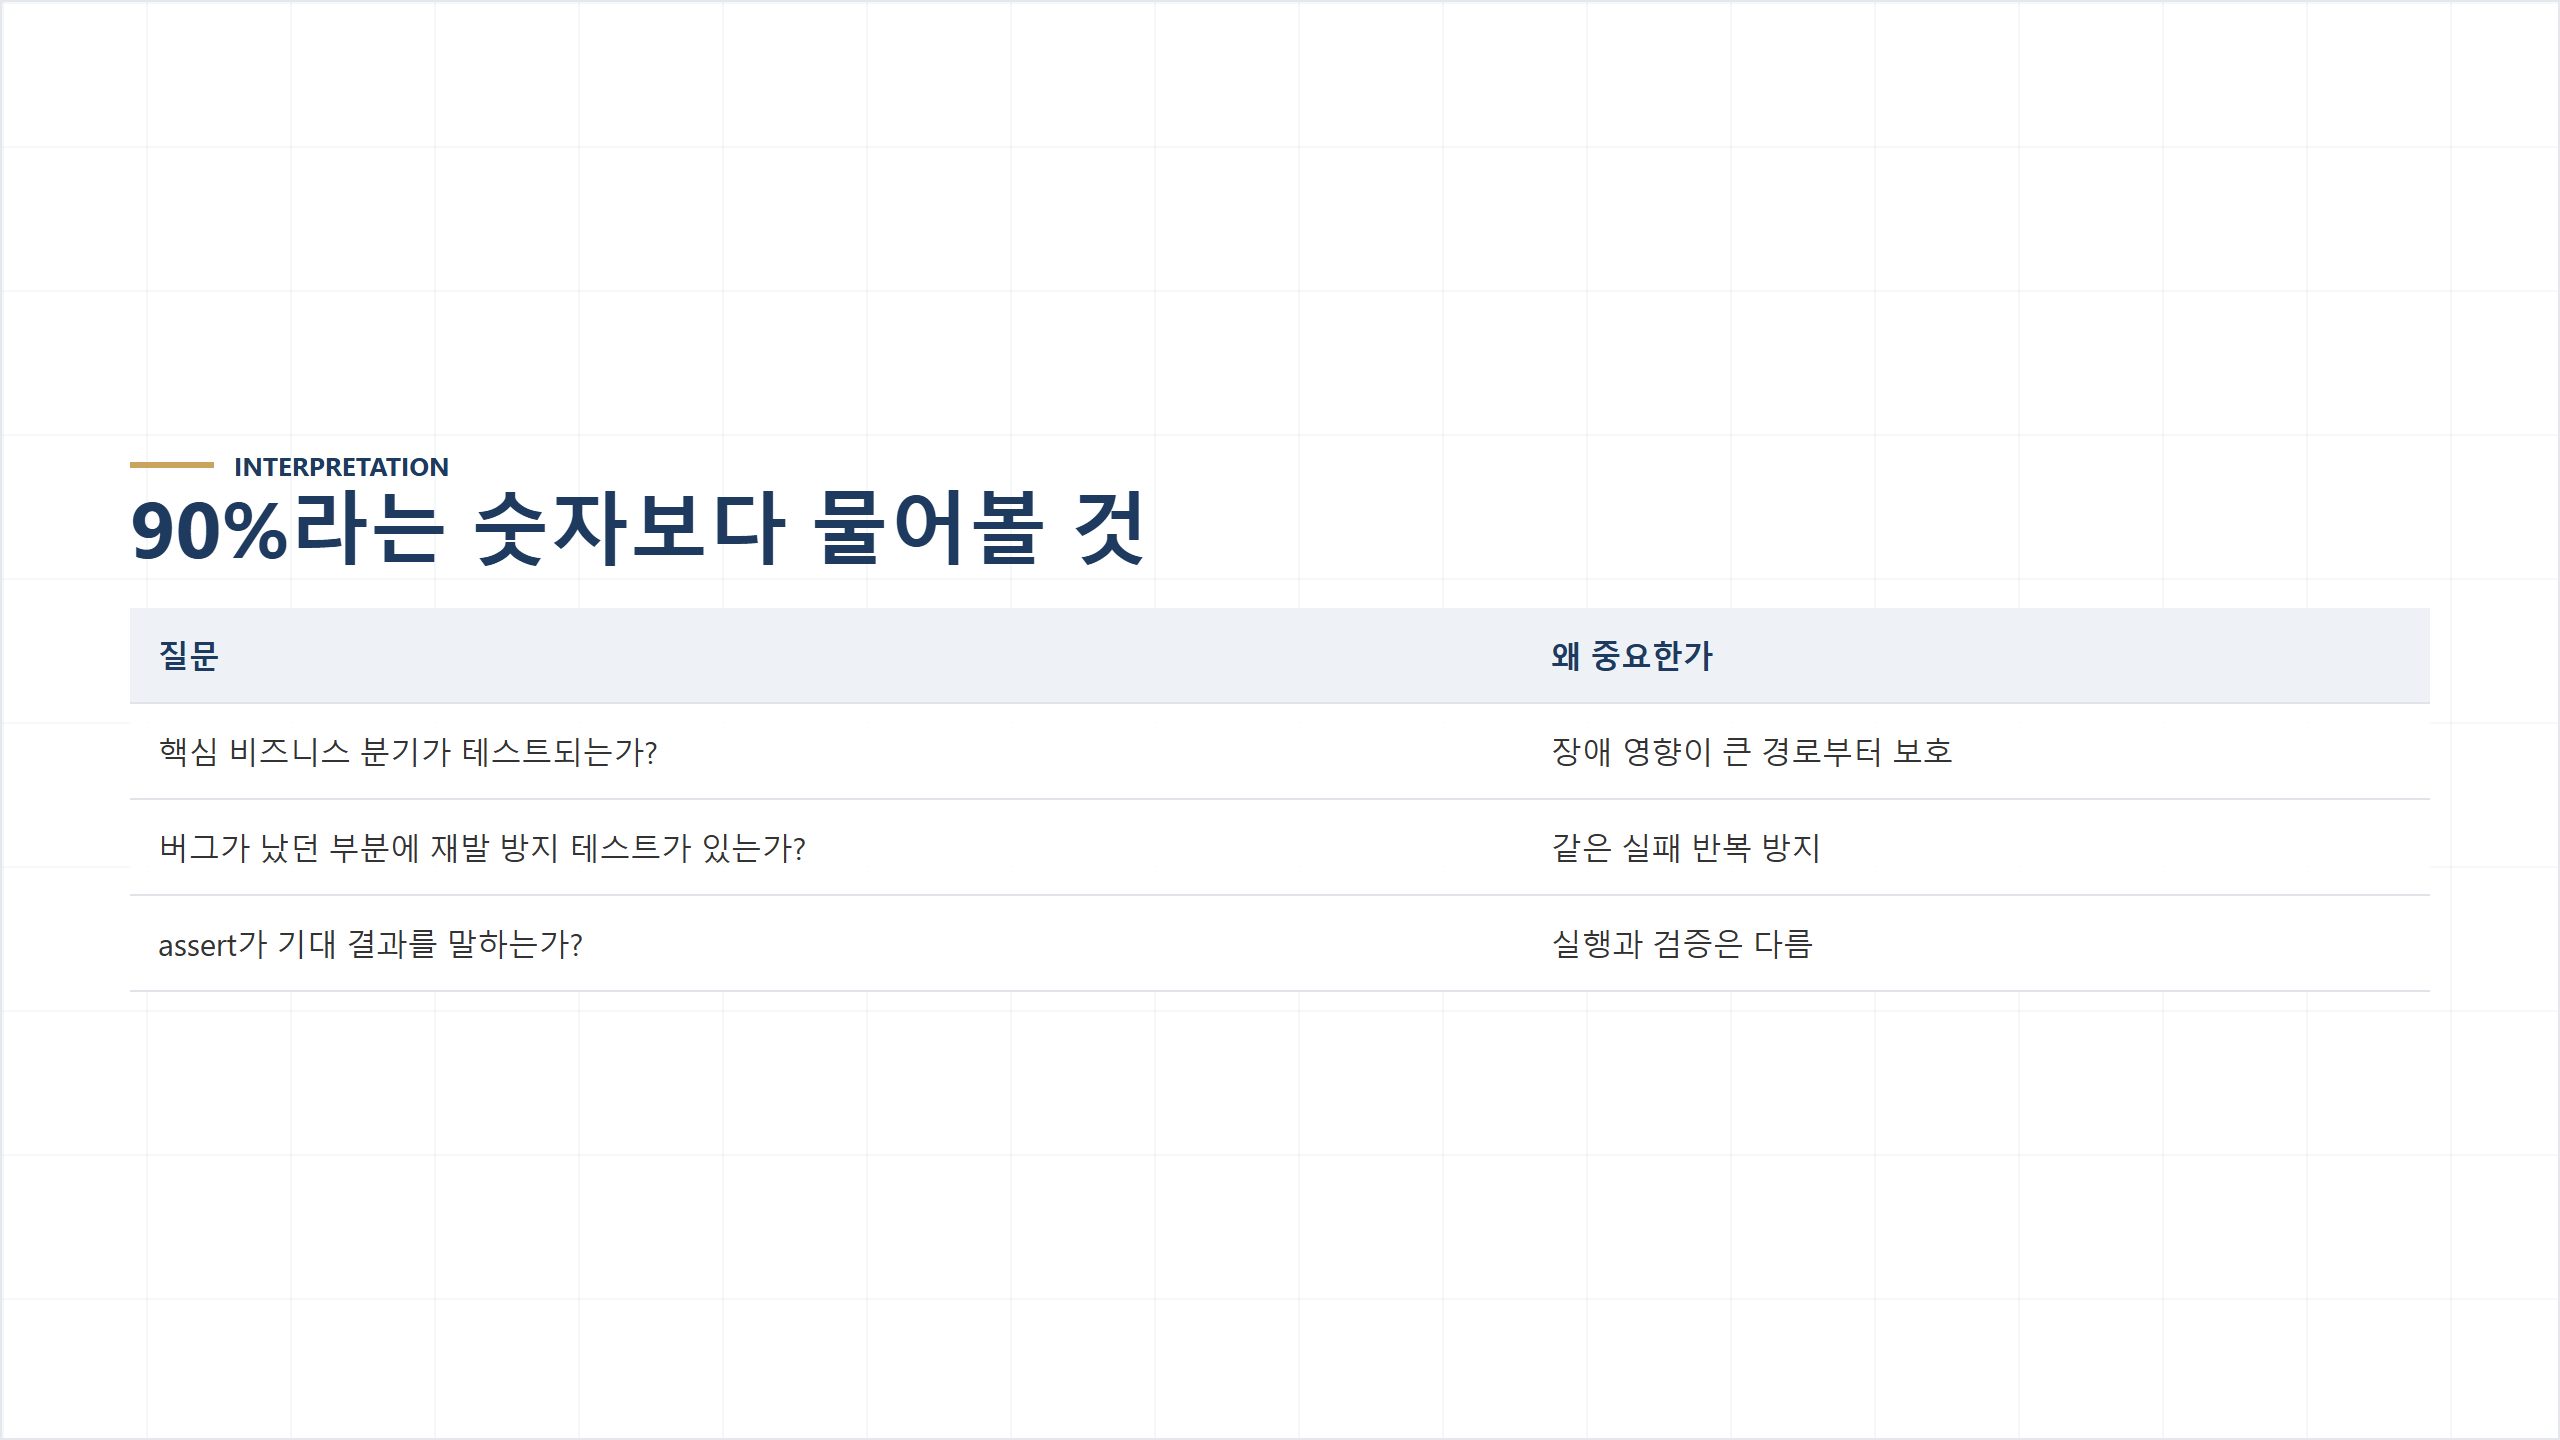 INTERPRETATION
90%라는 숫자보다 물어볼 것
질문 왜 중요한가
핵심 비즈니스 분기가 테스트되는가? 장애 영향이 큰 경로부터 보호
버그가 났던 부분에 재발 방지 테스트가 있는가? 같은 실패 반복 방지
assert가 기대 결과를 말하는가? 실행과 검증은 다름